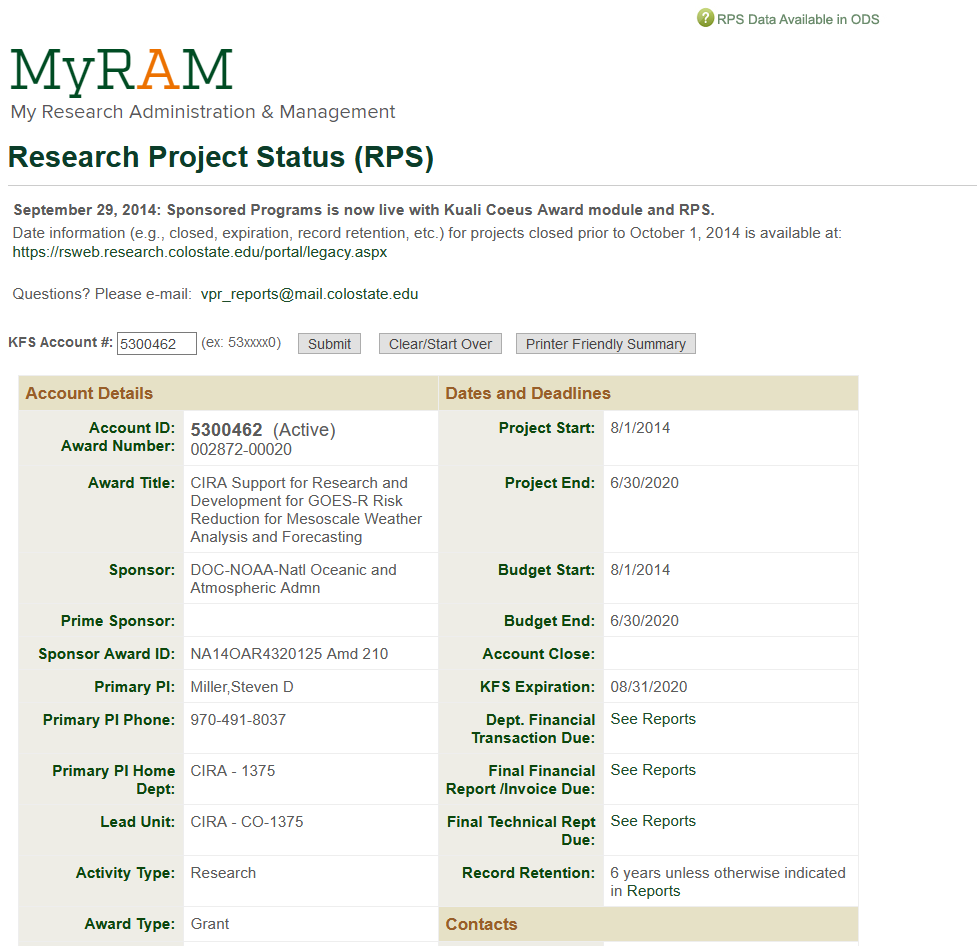 RPS Data Available in ODS
MyRAM
My Research Administration & Management
Research Project Status (RPS)
September 29, 2014: Sponsored Programs is now live with Kuali Coeus Award module and RPS.
Date information (e.g., closed, expiration, record retention, etc.) for projects closed prior to October 1, 2014 is available at:
https://rsweb.research.colostate.edu/portal/legacy.aspx
Questions? Please e-mail: vpr_reports@mail.colostate.edu
KFS Account #: 5300462 (ex: 53xxxx0) Submit Clear/Start Over Printer Friendly Summary
Account Details
Account ID: 5300462 (Active)
Award Number: 002872-00020
Award Title: CIRA Support for Research and
Development for GOES-R Risk
Reduction for Mesoscale Weather
Analysis and Forecasting
Sponsor: DOC-NOAA-Natl Oceanic and
Atmospheric Admn
Prime Sponsor:
Sponsor Award ID: NA14OAR4320125 Amd 210
Primary PI: Miller,Steven D
Primary PI Phone: 970-491-8037
Primary PI Home CIRA - 1375
Dept:
Lead Unit: CIRA - CO-1375
Activity Type: Research
Award Type: Grant
Dates and Deadlines
Project Start: 8/1/2014
Project End: 6/30/2020
Budget Start: 8/1/2014
Budget End: 6/30/2020
Account Close:
KFS Expiration: 08/31/2020
Dept. Financial See Reports
Transaction Due:
Final Financial See Reports
Report /Invoice Due:
Final Technical Rept See Reports
Due:
Record Retention: 6 years unless otherwise indicated
in Reports
Contacts